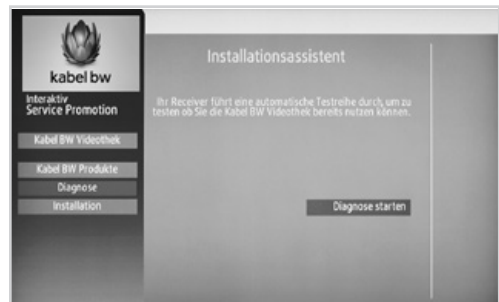 kabel bw
Interaktiv
Service Promotion
Kabel BW Videothek
Kabel BW Produkte
Diagnose
Installation
Installationsassistent
Ihr Receiver führt eine automatische Testreihe durch, um zu
testen ob Sie die Kabel BW Videothek bereits nutzen können.
Diagnose starten